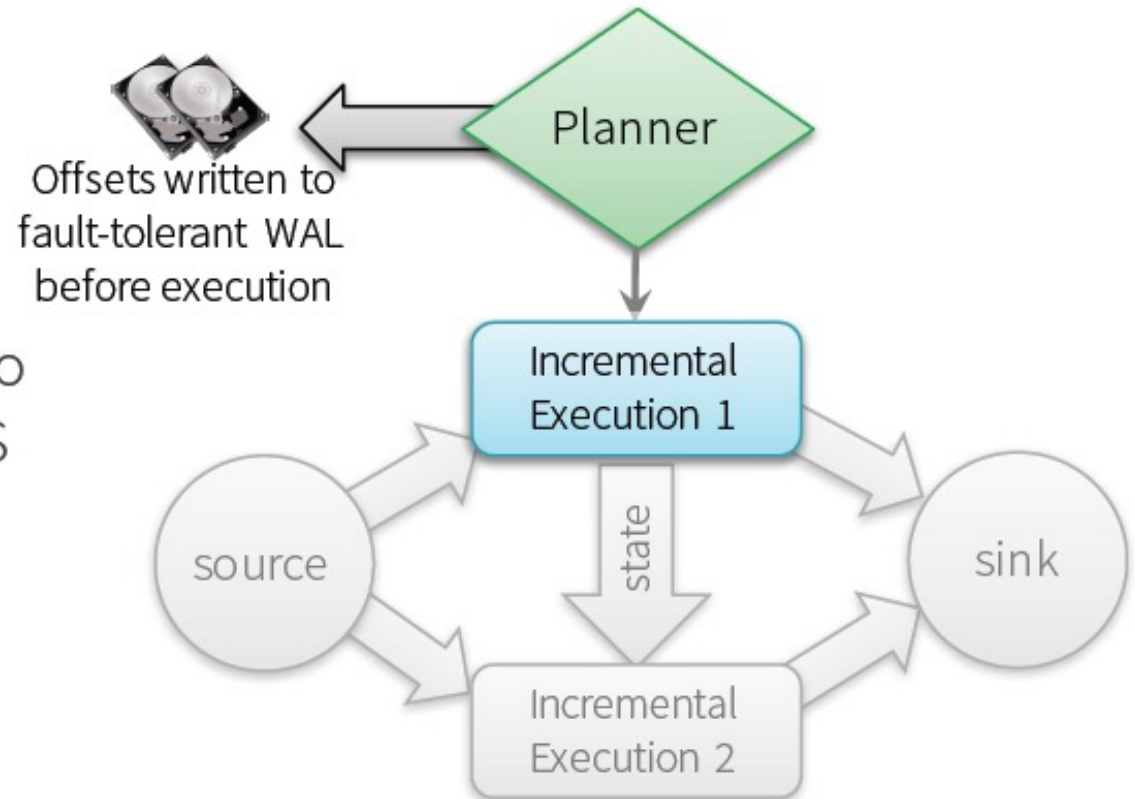 Planner
Offsets written to
fault-tolerant WAL
before execution
Incremental
Execution 1
source
state
sink
Incremental
Execution 2